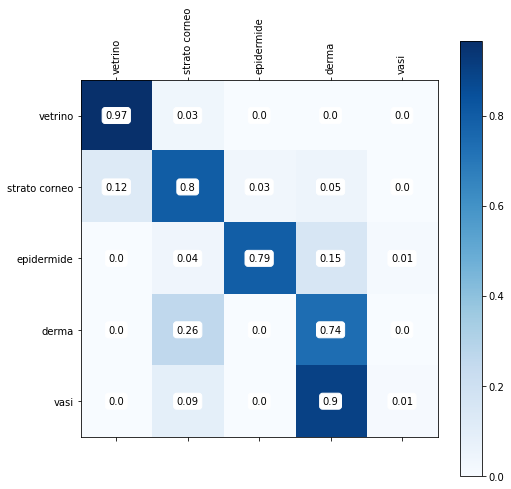 vetrino strato corneo epidermide derma vasi
vetrino 0.97 0.03 0.0 0.0 0.0
strato corneo 0.12 0.8 0.03 0.05 0.0
epidermide 0.0 0.04 0.79 0.15 0.01
derma 0.0 0.26 0.0 0.74 0.0
vasi 0.0 0.09 0.0 0.9 0.01
0.8
0.6
0.4
0.2
0.0